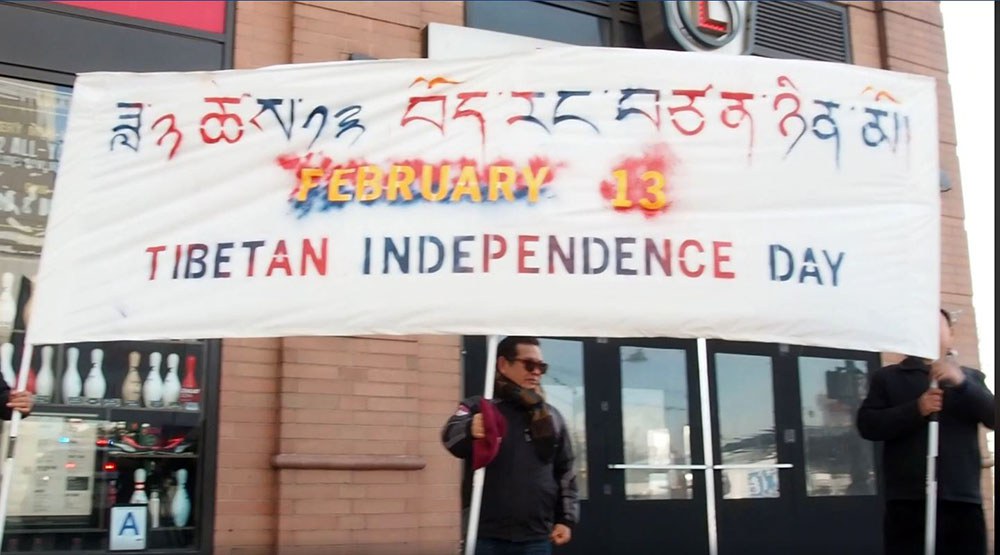 L
ཟླ་༢ ཚེས་༡༣ བོད་རང་བཙན་ཉིན་མོ།
FEBRUARY 13
TIBETAN INDEPENDENCE DAY
A